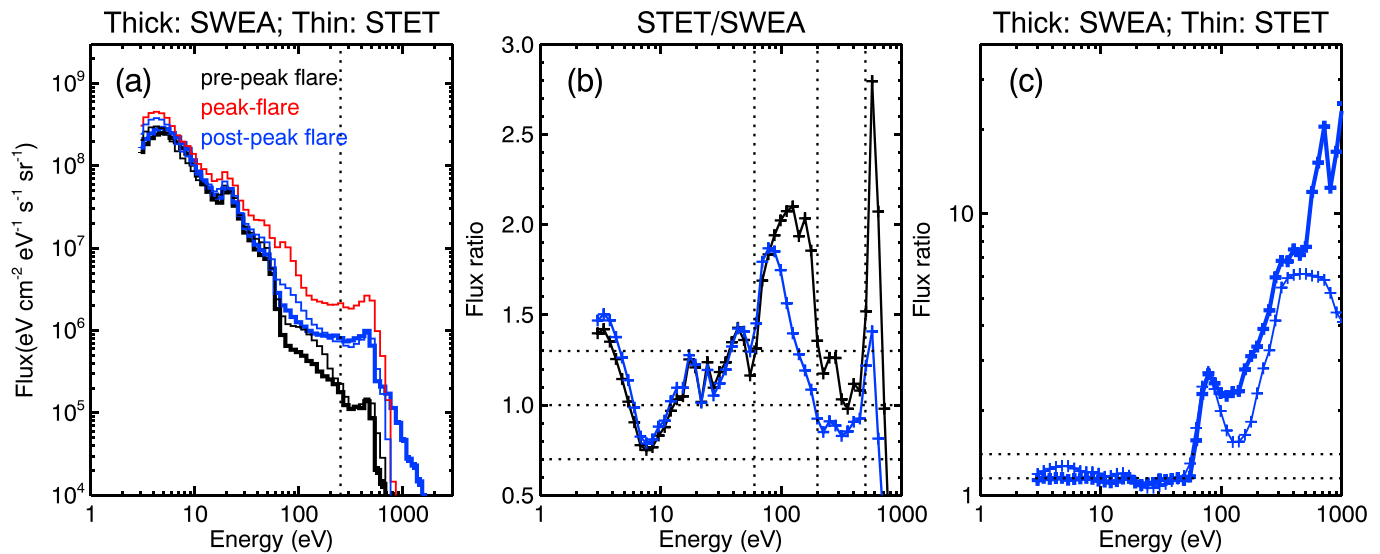 Thick: SWEA; Thin: STET
(a)
pre-peak flare
peak-flare
post-peak flare
10⁹
10⁸
10⁷
10⁶
10⁵
10⁴
Flux(eV cm⁻² eV⁻¹ s⁻¹ sr⁻¹)
1 10 100 1000
Energy (eV)
STET/SWEA
(b)
3.0
2.5
2.0
1.5
1.0
0.5
Flux ratio
1 10 100 1000
Energy (eV)
Thick: SWEA; Thin: STET
(c)
10
1
Flux ratio
1 10 100 1000
Energy (eV)